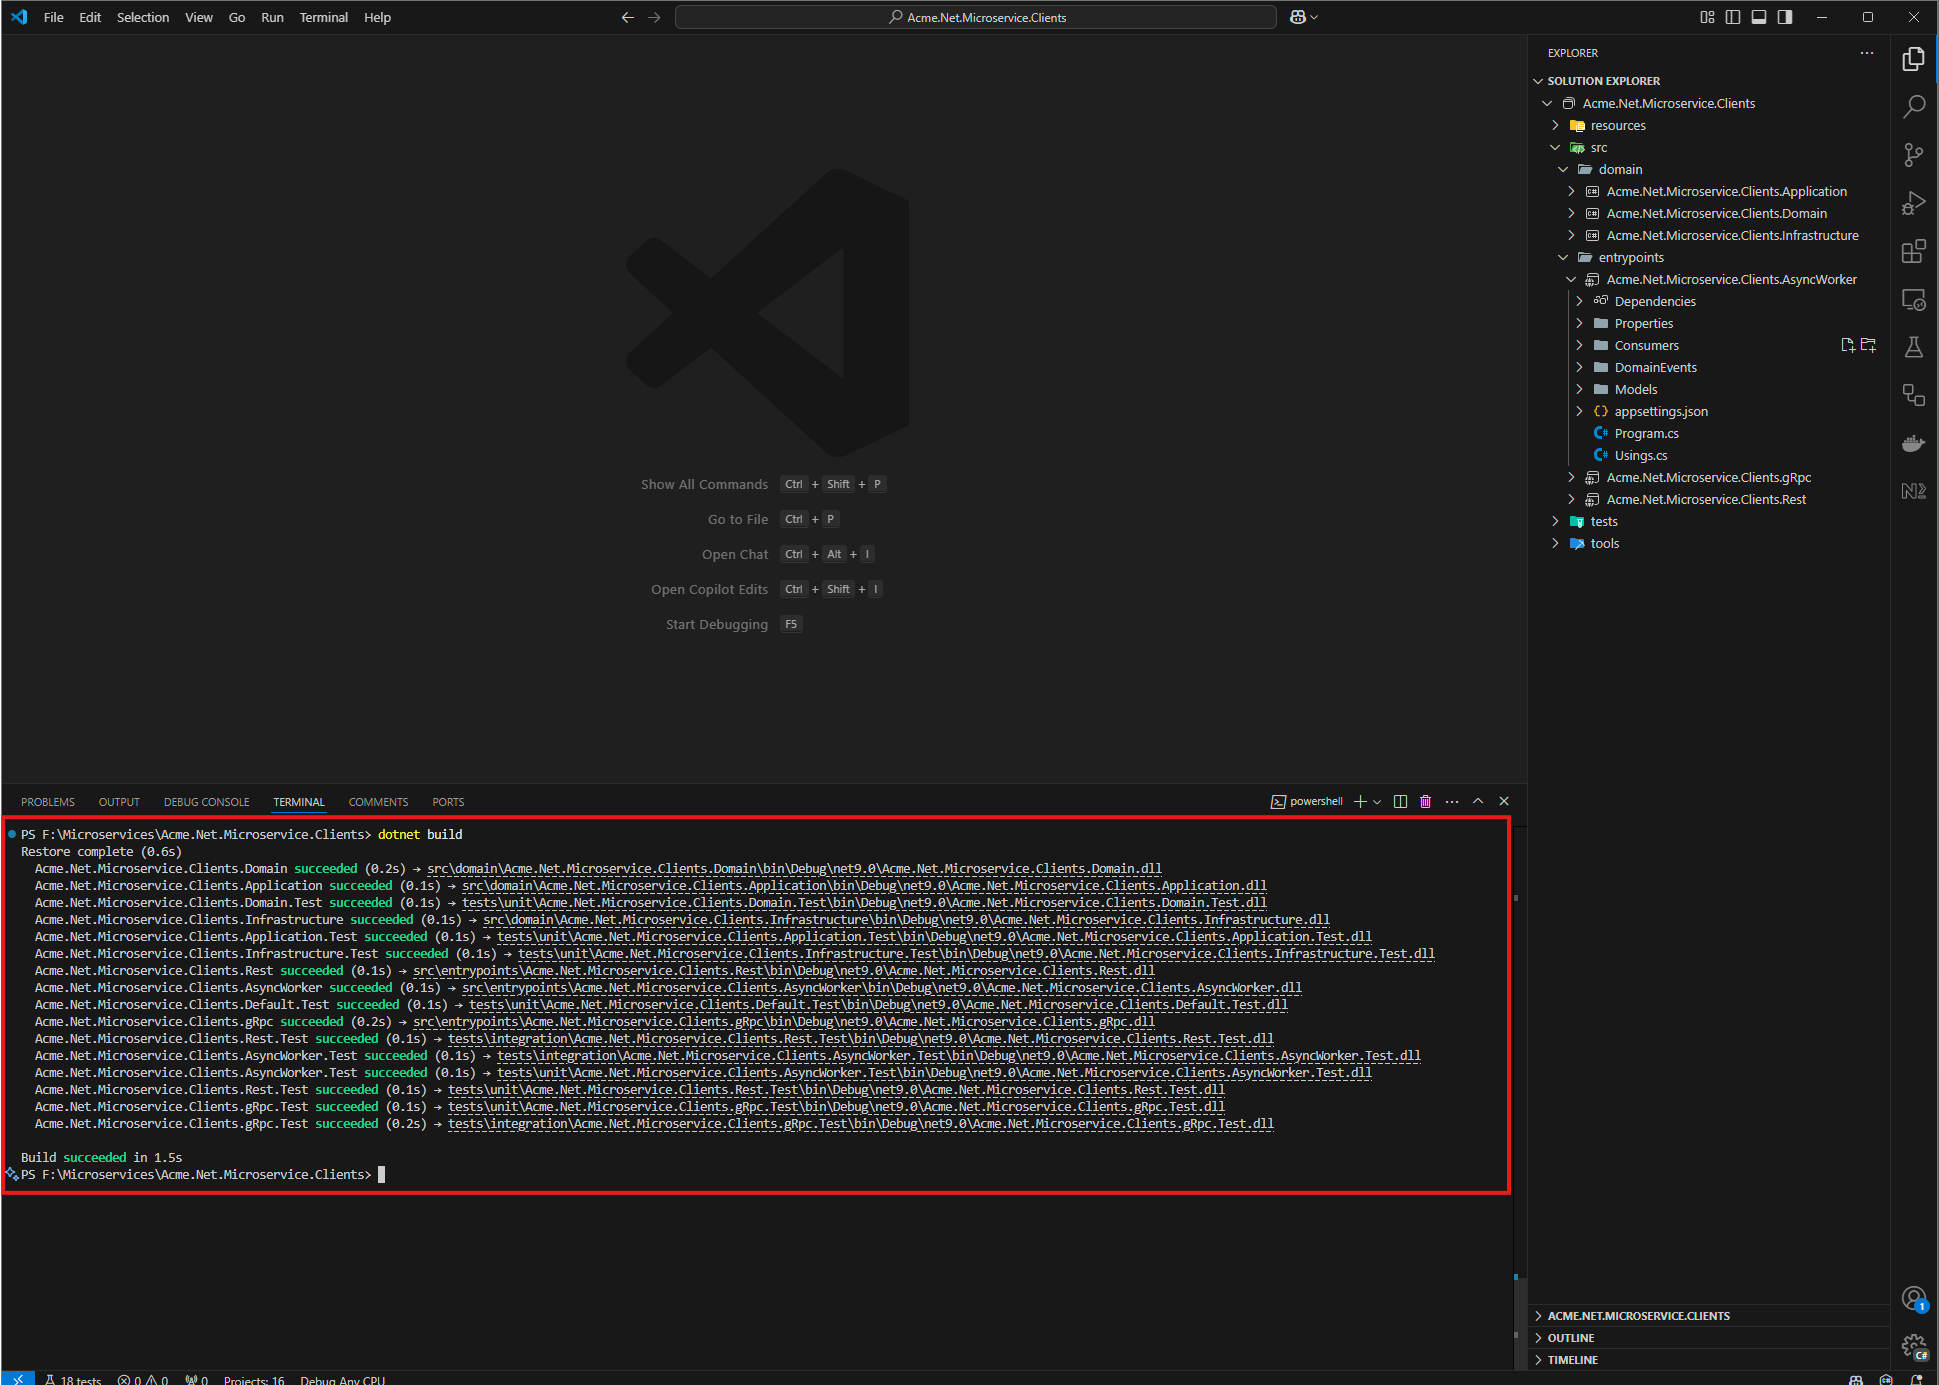 File Edit Selection View Go Run Terminal Help
Acme.Net.Microservice.Clients
Show All Commands Ctrl + Shift + P
Go to File Ctrl + P
Open Chat Ctrl + Alt + I
Open Copilot Edits Ctrl + Shift + I
Start Debugging F5
PROBLEMS OUTPUT DEBUG CONSOLE TERMINAL COMMENTS PORTS
powershell
PS F:\Microservices\Acme.Net.Microservice.Clients> dotnet build
Restore complete (0.6s)
Acme.Net.Microservice.Clients.Domain succeeded (0.2s) → src\domain\Acme.Net.Microservice.Clients.Domain\bin\Debug\net9.0\Acme.Net.Microservice.Clients.Domain.dll
Acme.Net.Microservice.Clients.Application succeeded (0.1s) → src\domain\Acme.Net.Microservice.Clients.Application\bin\Debug\net9.0\Acme.Net.Microservice.Clients.Application.dll
Acme.Net.Microservice.Clients.Domain.Test succeeded (0.1s) → tests\unit\Acme.Net.Microservice.Clients.Domain.Test\bin\Debug\net9.0\Acme.Net.Microservice.Clients.Domain.Test.dll
Acme.Net.Microservice.Clients.Infrastructure succeeded (0.1s) → src\domain\Acme.Net.Microservice.Clients.Infrastructure\bin\Debug\net9.0\Acme.Net.Microservice.Clients.Infrastructure.dll
Acme.Net.Microservice.Clients.Application.Test succeeded (0.1s) → tests\unit\Acme.Net.Microservice.Clients.Application.Test\bin\Debug\net9.0\Acme.Net.Microservice.Clients.Application.Test.dll
Acme.Net.Microservice.Clients.Infrastructure.Test succeeded (0.1s) → tests\unit\Acme.Net.Microservice.Clients.Infrastructure.Test\bin\Debug\net9.0\Acme.Net.Microservice.Clients.Infrastructure.Test.dll
Acme.Net.Microservice.Clients.Rest succeeded (0.1s) → src\entrypoints\Acme.Net.Microservice.Clients.Rest\bin\Debug\net9.0\Acme.Net.Microservice.Clients.Rest.dll
Acme.Net.Microservice.Clients.AsyncWorker succeeded (0.1s) → src\entrypoints\Acme.Net.Microservice.Clients.AsyncWorker\bin\Debug\net9.0\Acme.Net.Microservice.Clients.AsyncWorker.dll
Acme.Net.Microservice.Clients.Default.Test succeeded (0.1s) → tests\unit\Acme.Net.Microservice.Clients.Default.Test\bin\Debug\net9.0\Acme.Net.Microservice.Clients.Default.Test.dll
Acme.Net.Microservice.Clients.gRpc succeeded (0.2s) → src\entrypoints\Acme.Net.Microservice.Clients.gRpc\bin\Debug\net9.0\Acme.Net.Microservice.Clients.gRpc.dll
Acme.Net.Microservice.Clients.Rest.Test succeeded (0.1s) → tests\integration\Acme.Net.Microservice.Clients.Rest.Test\bin\Debug\net9.0\Acme.Net.Microservice.Clients.Rest.Test.dll
Acme.Net.Microservice.Clients.AsyncWorker.Test succeeded (0.1s) → tests\integration\Acme.Net.Microservice.Clients.AsyncWorker.Test\bin\Debug\net9.0\Acme.Net.Microservice.Clients.AsyncWorker.Test.dll
Acme.Net.Microservice.Clients.AsyncWorker.Test succeeded (0.1s) → tests\unit\Acme.Net.Microservice.Clients.AsyncWorker.Test\bin\Debug\net9.0\Acme.Net.Microservice.Clients.AsyncWorker.Test.dll
Acme.Net.Microservice.Clients.Rest.Test succeeded (0.1s) → tests\unit\Acme.Net.Microservice.Clients.Rest.Test\bin\Debug\net9.0\Acme.Net.Microservice.Clients.Rest.Test.dll
Acme.Net.Microservice.Clients.gRpc.Test succeeded (0.1s) → tests\unit\Acme.Net.Microservice.Clients.gRpc.Test\bin\Debug\net9.0\Acme.Net.Microservice.Clients.gRpc.Test.dll
Acme.Net.Microservice.Clients.gRpc.Test succeeded (0.2s) → tests\integration\Acme.Net.Microservice.Clients.gRpc.Test\bin\Debug\net9.0\Acme.Net.Microservice.Clients.gRpc.Test.dll
Build succeeded in 1.5s
PS F:\Microservices\Acme.Net.Microservice.Clients>
EXPLORER
SOLUTION EXPLORER
Acme.Net.Microservice.Clients
resources
src
domain
Acme.Net.Microservice.Clients.Application
Acme.Net.Microservice.Clients.Domain
Acme.Net.Microservice.Clients.Infrastructure
entrypoints
Acme.Net.Microservice.Clients.AsyncWorker
Dependencies
Properties
Consumers
DomainEvents
Models
appsettings.json
Program.cs
Usings.cs
Acme.Net.Microservice.Clients.gRpc
Acme.Net.Microservice.Clients.Rest
tests
tools
ACME.NET.MICROSERVICE.CLIENTS
OUTLINE
TIMELINE
1
C#
18 tests 0 0 0 Projects: 16 Debug Any CPU